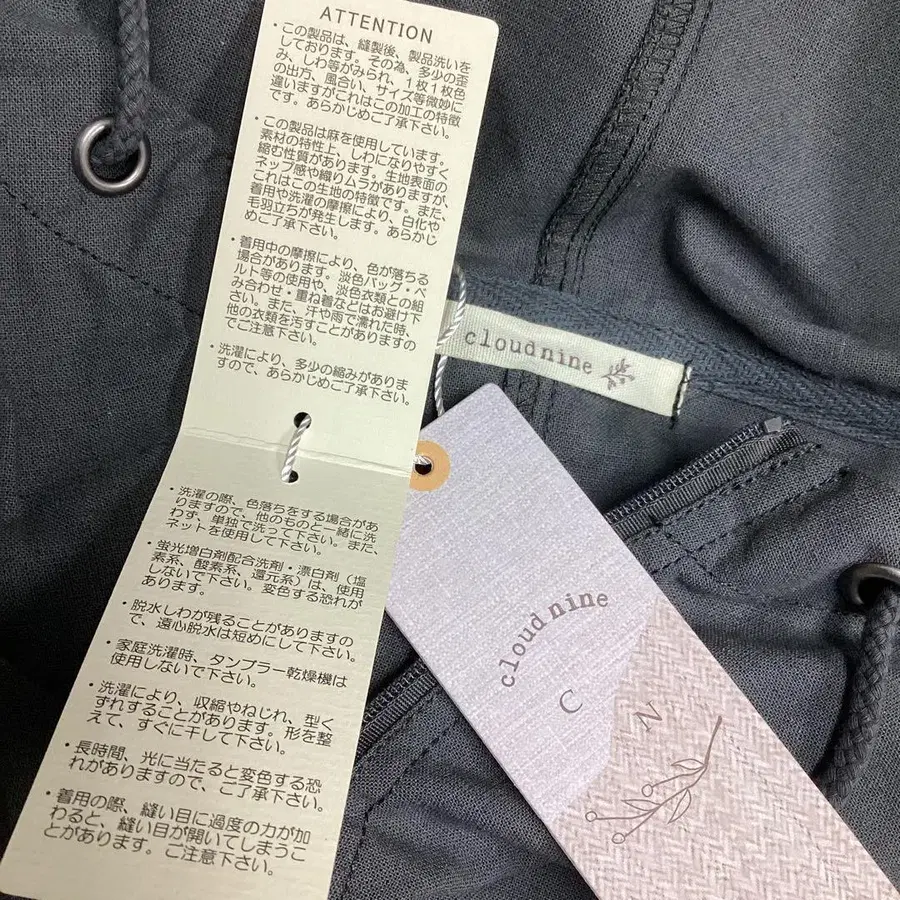 ATTENTION
・この製品は、縫製後、製品洗いを
しております。その為、多少の歪
み、しわ等がみられ、1枚1枚色
の出方、風合い、サイズ等微妙に
違いますがこれはこの加工の特徴
です。あらかじめご了承下さい。
・この製品は麻を使用しています。
素材の特性上、しわになりやすく
縮む性質があります。生地表面の
ネップ感や織りムラがありますが、
これはこの生地の特徴です。また、
着用や洗濯の摩擦により、白化や
毛羽立ちが発生します。あらかじ
めご了承下さい。
・着用中の摩擦により、色が落ちる
場合があります。淡色バッグ・ベ
ルト等の使用や、淡色衣類との組
み合わせ・重ね着などはお避け下
さい。また、汗や雨で濡れた時、
他の衣類を汚すことがありますの
でご注意下さい。
・洗濯により、多少の縮みがありま
すので、あらかじめご了承下さい。
・洗濯の際、色落ちをする場合があ
りますので、他のものと一緒に洗
わず、単独で洗って下さい。また、
ネットを使用して下さい。
・蛍光増白剤配合洗剤・漂白剤（塩
素系、酸素系、還元系）は、使用
しないで下さい。変色する恐れが
あります。
・脱水しわが残ることがありますの
で、遠心脱水は短めにして下さい。
・家庭洗濯時、タンブラー乾燥機は
使用しないで下さい。
・洗濯により、収縮やねじれ、型く
ずれすることがあります。形を整
えて、すぐに干して下さい。
・長時間、光に当たると変色する恐
れがありますので、ご了承下さい。
・着用の際、縫い目に過度の力が加
わると、縫い目が開いてしまうこ
とがあります。ご注意下さい。
cloud nine
cloud nine
C N